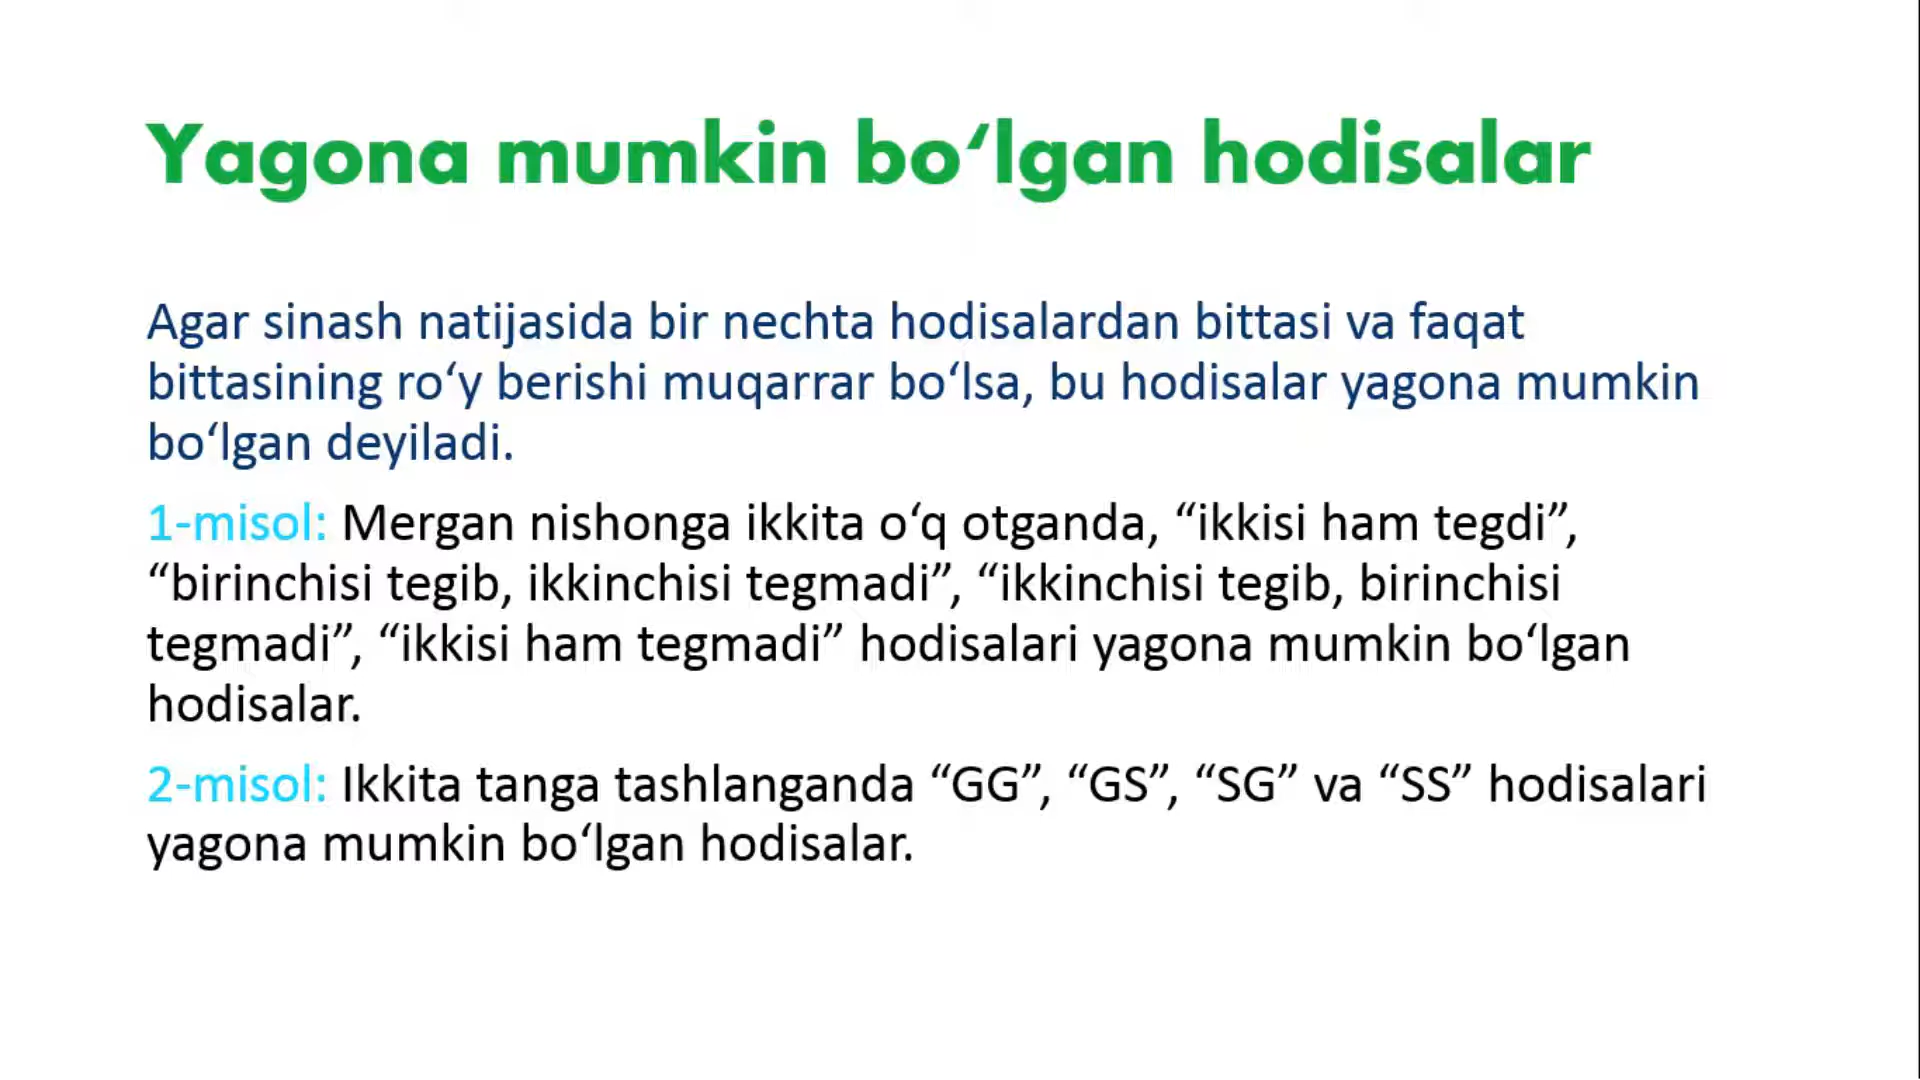 Yagona mumkin bo‘lgan hodisalar
Agar sinash natijasida bir nechta hodisalardan bittasi va faqat
bittasining ro‘y berishi muqarrar bo‘lsa, bu hodisalar yagona mumkin
bo‘lgan deyiladi.
1-misol: Mergan nishonga ikkita o‘q otganda, “ikkisi ham tegdi”,
“birinchisi tegib, ikkinchisi tegmadi”, “ikkinchisi tegib, birinchisi
tegmadi”, “ikkisi ham tegmadi” hodisalari yagona mumkin bo‘lgan
hodisalar.
2-misol: Ikkita tanga tashlanganda “GG”, “GS”, “SG” va “SS” hodisalari
yagona mumkin bo‘lgan hodisalar.